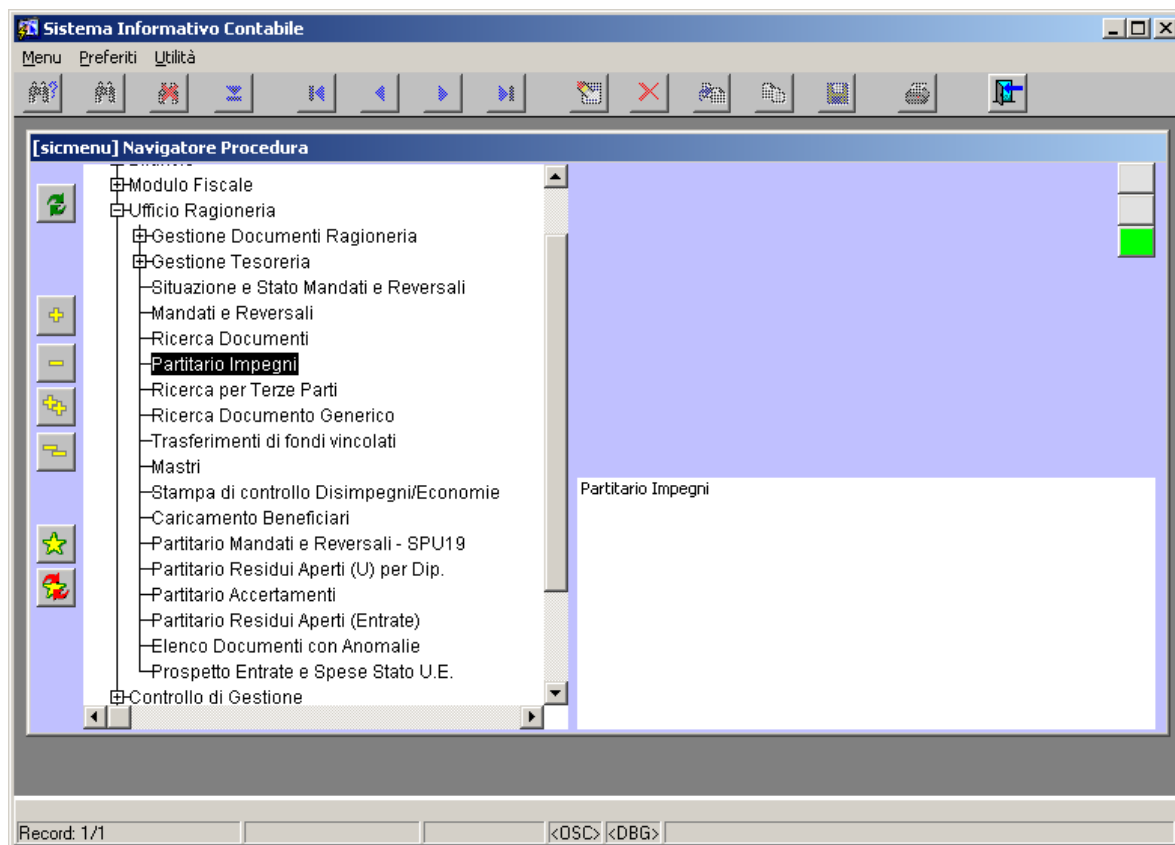 Sistema Informativo Contabile
Menu Preferiti Utilità
[sicmenu] Navigatore Procedura
Modulo Fiscale
Ufficio Ragioneria
Gestione Documenti Ragioneria
Gestione Tesoreria
Situazione e Stato Mandati e Reversali
Mandati e Reversali
Ricerca Documenti
Partitario Impegni
Ricerca per Terze Parti
Ricerca Documento Generico
Trasferimenti di fondi vincolati
Mastri
Stampa di controllo Disimpegni/Economie
Caricamento Beneficiari
Partitario Mandati e Reversali - SPU19
Partitario Residui Aperti (U) per Dip.
Partitario Accertamenti
Partitario Residui Aperti (Entrate)
Elenco Documenti con Anomalie
Prospetto Entrate e Spese Stato U.E.
Controllo di Gestione
Partitario Impegni
Record: 1/1 <OSC> <DBG>